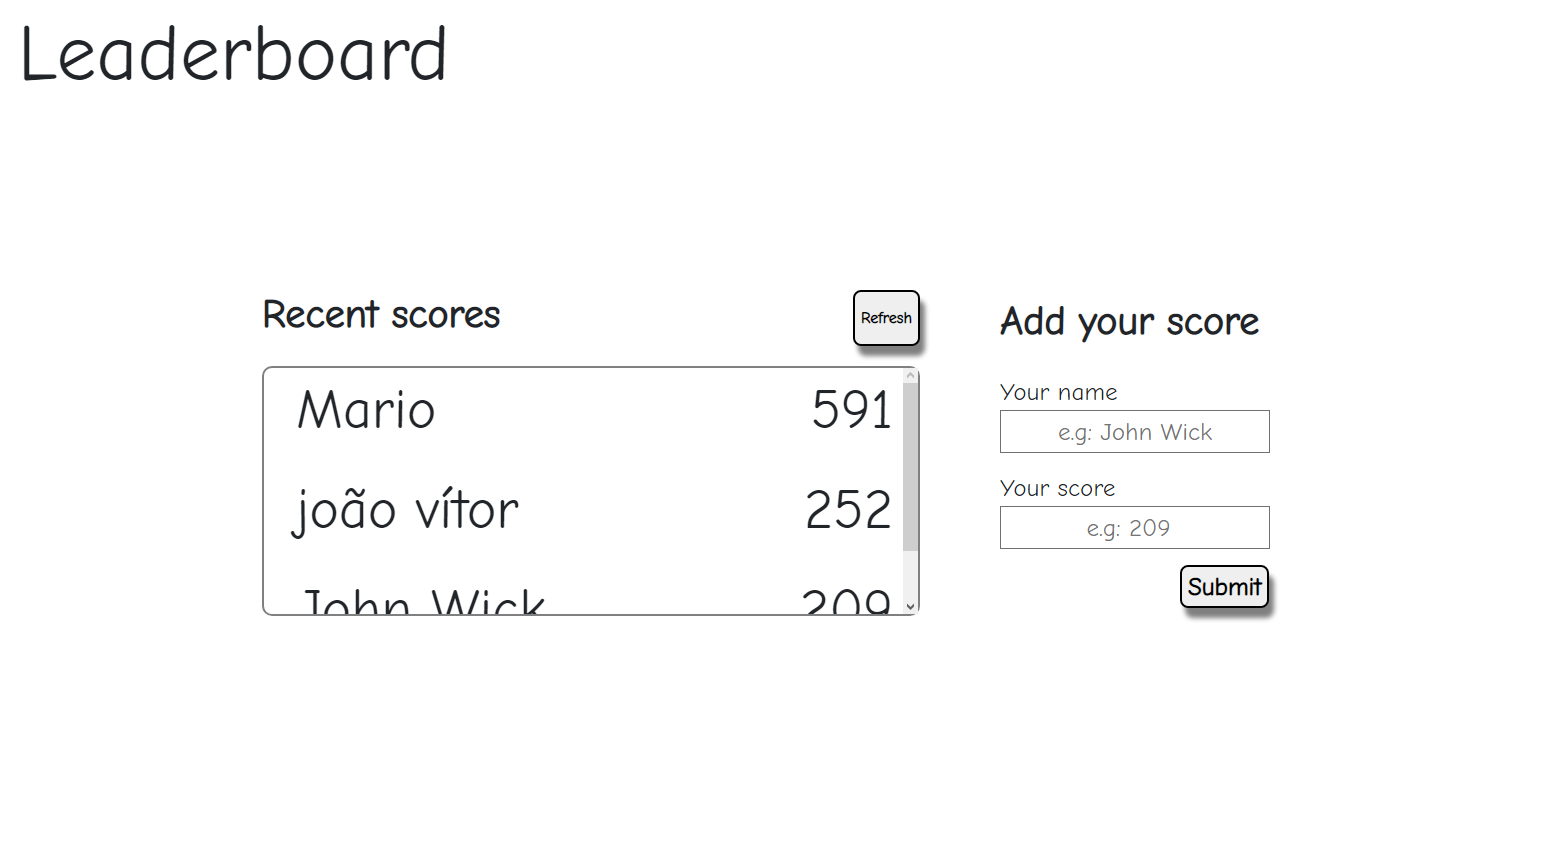 Leaderboard
Recent scores
Refresh
Mario 591
joão vítor 252
John Wick 209
Add your score
Your name
e.g: John Wick
Your score
e.g: 209
Submit